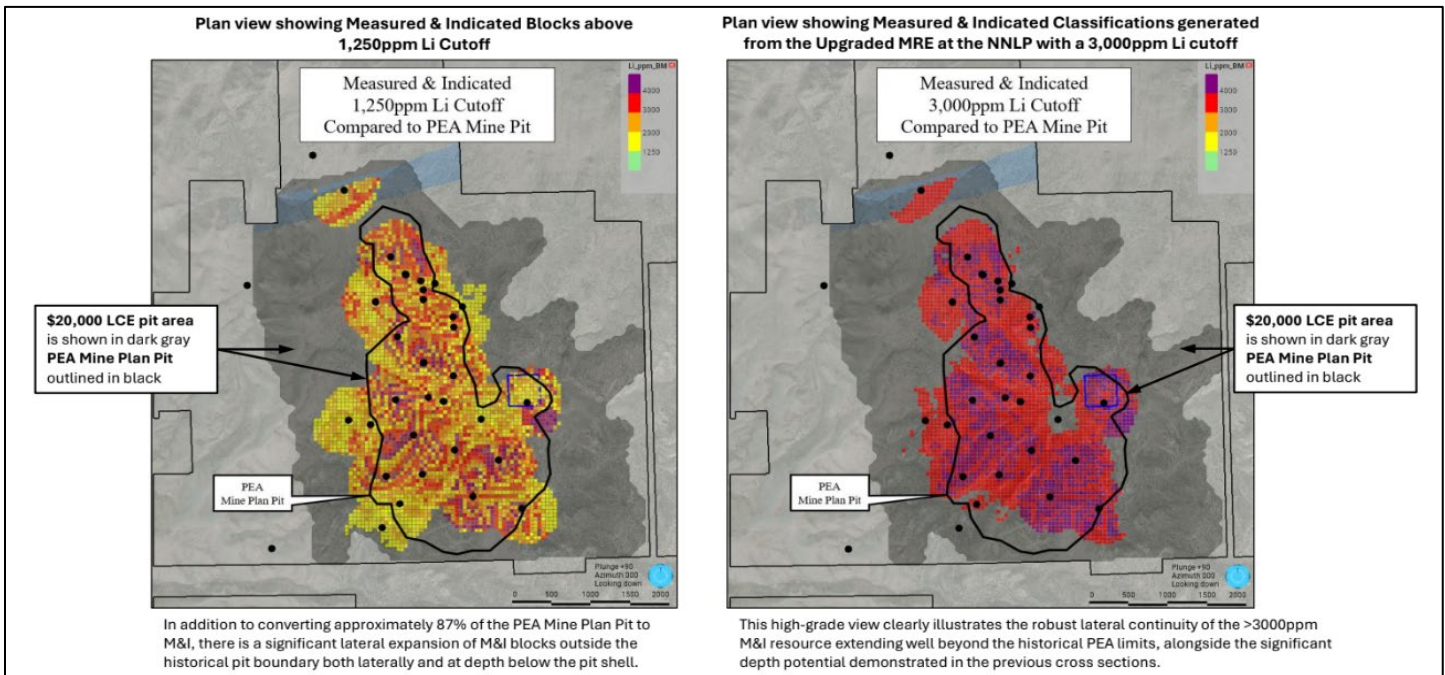 Plan view showing Measured & Indicated Blocks above
1,250ppm Li Cutoff
Li_ppm_BM
4000
3000
2000
1250
Measured & Indicated
1,250ppm Li Cutoff
Compared to PEA Mine Pit
$20,000 LCE pit area
is shown in dark gray
PEA Mine Plan Pit
outlined in black
PEA
Mine Plan Pit
Plunge +90
Azimuth 000
Looking down
0 500 1000 1500 2000
In addition to converting approximately 87% of the PEA Mine Plan Pit to
M&I, there is a significant lateral expansion of M&I blocks outside the
historical pit boundary both laterally and at depth below the pit shell.
Plan view showing Measured & Indicated Classifications generated
from the Upgraded MRE at the NNLP with a 3,000ppm Li cutoff
Li_ppm_BM
4000
3000
2000
1250
Measured & Indicated
3,000ppm Li Cutoff
Compared to PEA Mine Pit
$20,000 LCE pit area
is shown in dark gray
PEA Mine Plan Pit
outlined in black
PEA
Mine Plan Pit
Plunge +90
Azimuth 000
Looking down
0 500 1000 1500 2000
This high-grade view clearly illustrates the robust lateral continuity of the >3000ppm
M&I resource extending well beyond the historical PEA limits, alongside the significant
depth potential demonstrated in the previous cross sections.